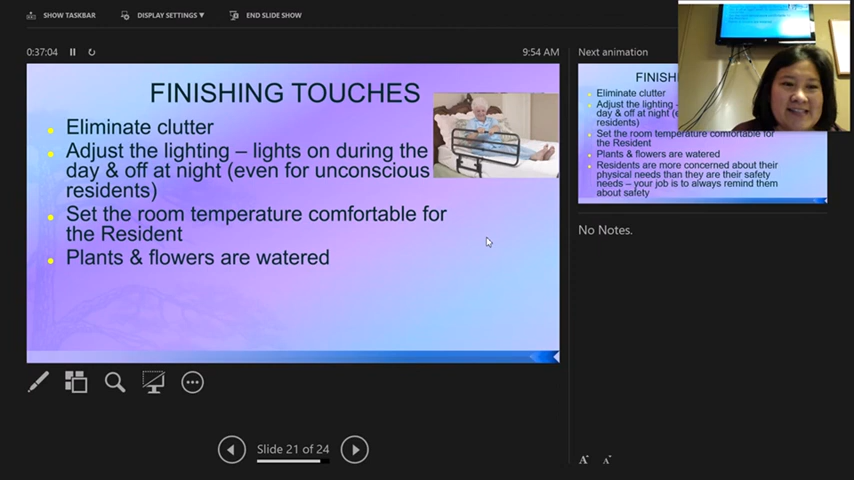 SHOW TASKBAR
DISPLAY SETTINGS ▼
END SLIDE SHOW
0:37:04
9:54 AM
FINISHING TOUCHES
Eliminate clutter
Adjust the lighting – lights on during the
day & off at night (even for unconscious
residents)
Set the room temperature comfortable for
the Resident
Plants & flowers are watered
Slide 21 of 24
Next animation
FINISH
Eliminate clutter
Adjust the lighting
day & off at night (e
residents)
Set the room temperature comfortable for
the Resident
Plants & flowers are watered
Residents are more concerned about their
physical needs than they are their safety
needs – your job is to always remind them
about safety
No Notes.
A
A